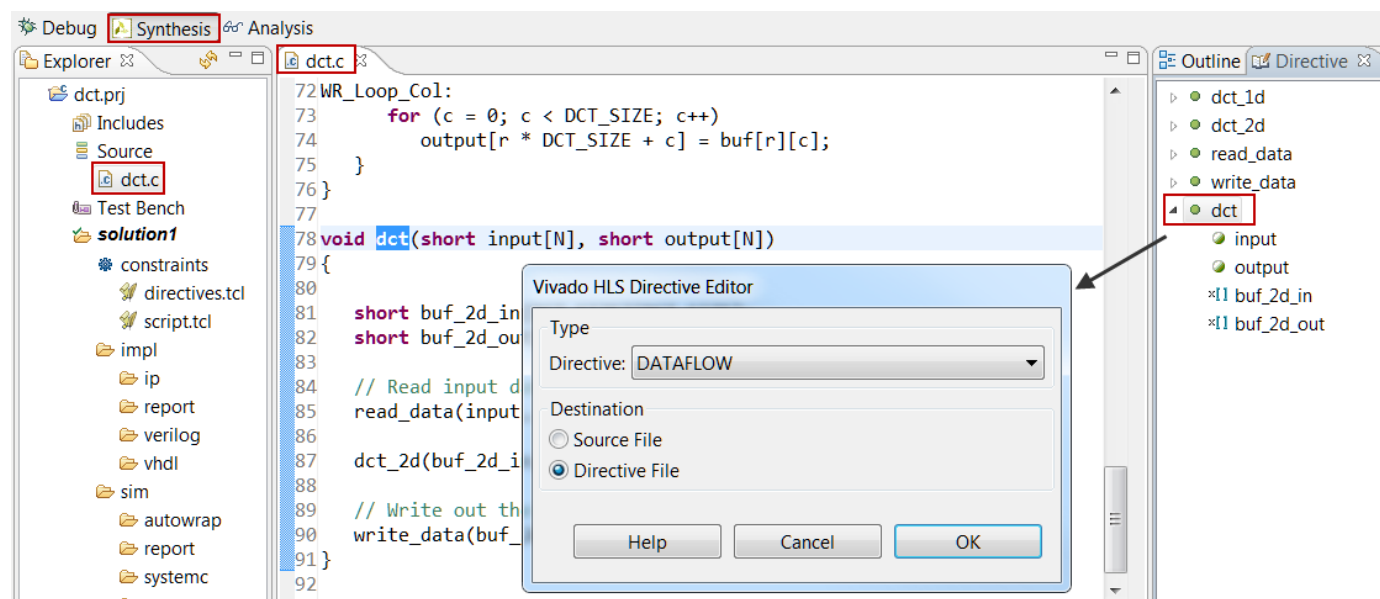 Debug Synthesis Analysis
Explorer
dct.prj
Includes
Source
dct.c
Test Bench
solution1
constraints
directives.tcl
script.tcl
impl
ip
report
verilog
vhdl
sim
autowrap
report
systemc
dct.c
72 WR_Loop_Col:
73 for (c = 0; c < DCT_SIZE; c++)
74 output[r * DCT_SIZE + c] = buf[r][c];
75 }
76 }
77
78 void dct(short input[N], short output[N])
79 {
80
81 short buf_2d_in
82 short buf_2d_ou
83
84 // Read input d
85 read_data(input
86
87 dct_2d(buf_2d_i
88
89 // Write out th
90 write_data(buf_
91 }
92
Vivado HLS Directive Editor
Type
Directive: DATAFLOW
Destination
Source File
Directive File
Help Cancel OK
Outline Directive
dct_1d
dct_2d
read_data
write_data
dct
input
output
×[] buf_2d_in
×[] buf_2d_out